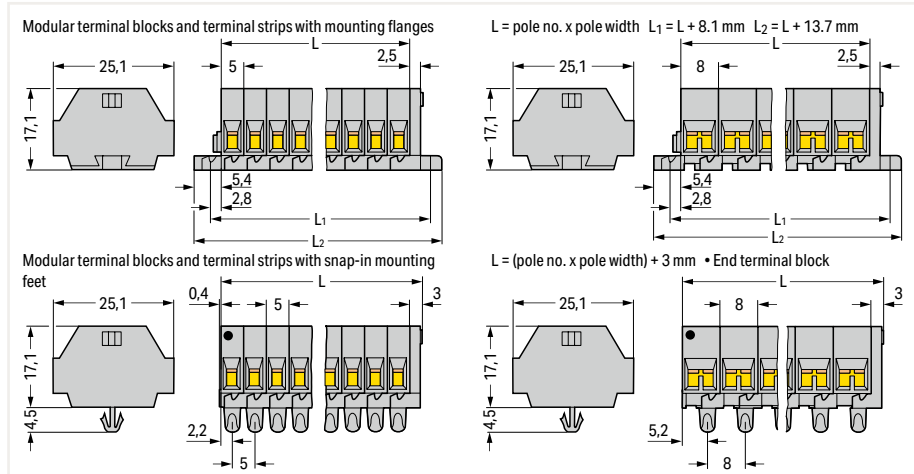 Modular terminal blocks and terminal strips with mounting flanges
L = pole no. x pole width L1 = L + 8.1 mm L2 = L + 13.7 mm
L
25,1
5
2,5
17,1
5,4
2,8
L1
L2
L
25,1
8
2,5
17,1
5,4
2,8
L1
L2
Modular terminal blocks and terminal strips with snap-in mounting
feet
L = (pole no. x pole width) + 3 mm • End terminal block
L
25,1
0,4
5
3
17,1
4,5
2,2
5
L
25,1
8
3
17,1
4,5
5,2
8